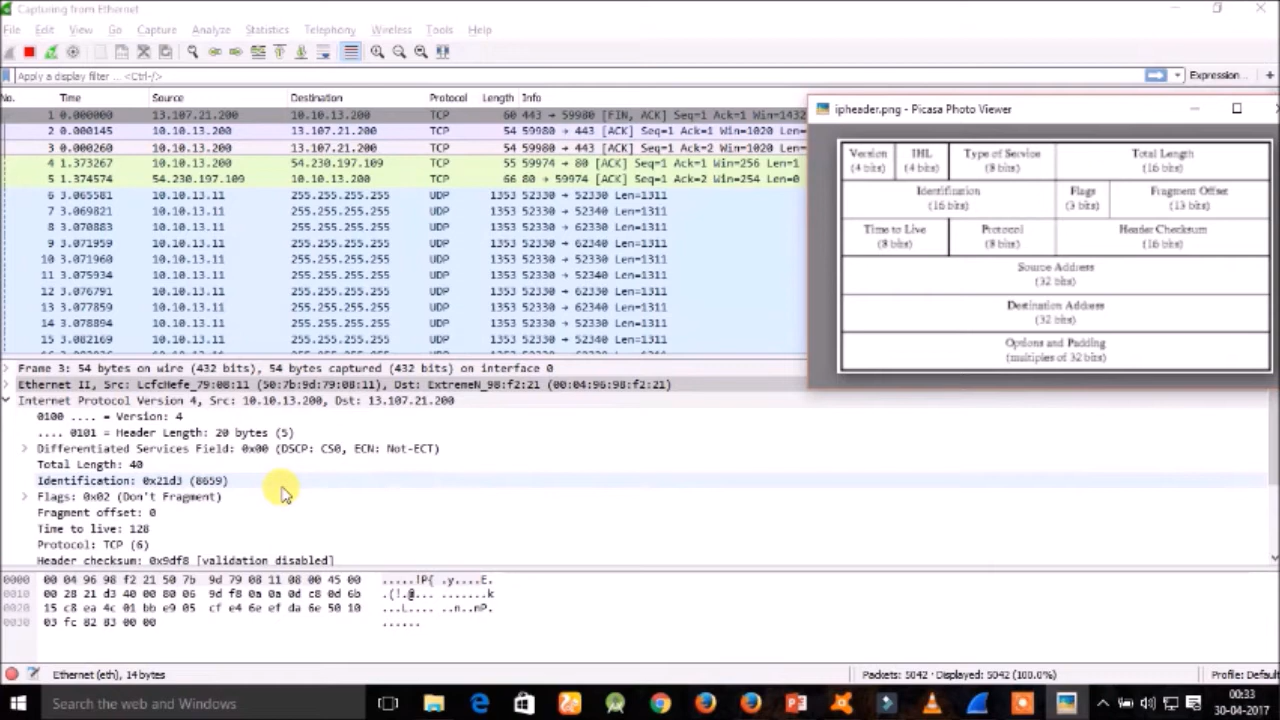 Capturing from Ethernet
File Edit View Go Capture Analyze Statistics Telephony Wireless Tools Help
Apply a display filter ... <Ctrl-/> Expression... +
No. Time Source Destination Protocol Length Info
1 0.000000 13.107.21.200 10.10.13.200 TCP 60 443 → 59980 [FIN, ACK] Seq=1 Ack=1 Win=1432
2 0.000145 10.10.13.200 13.107.21.200 TCP 54 59980 → 443 [ACK] Seq=1 Ack=2 Win=1020 Len=
3 0.000260 10.10.13.200 13.107.21.200 TCP 54 59980 → 443 [ACK] Seq=1 Ack=2 Win=1020 Len=
4 1.373267 10.10.13.200 54.230.197.109 TCP 55 59974 → 80 [ACK] Seq=1 Ack=1 Win=256 Len=1
5 1.374574 54.230.197.109 10.10.13.200 TCP 66 80 → 59974 [ACK] Seq=1 Ack=2 Win=254 Len=0
6 3.065581 10.10.13.11 255.255.255.255 UDP 1353 52330 → 52340 Len=1311
7 3.069821 10.10.13.11 255.255.255.255 UDP 1353 52330 → 62330 Len=1311
8 3.070883 10.10.13.11 255.255.255.255 UDP 1353 52330 → 62330 Len=1311
9 3.071959 10.10.13.11 255.255.255.255 UDP 1353 52330 → 62330 Len=1311
10 3.071960 10.10.13.11 255.255.255.255 UDP 1353 52330 → 62330 Len=1311
11 3.075934 10.10.13.11 255.255.255.255 UDP 1353 52330 → 62330 Len=1311
12 3.076791 10.10.13.11 255.255.255.255 UDP 1353 52330 → 62330 Len=1311
13 3.077859 10.10.13.11 255.255.255.255 UDP 1353 52330 → 62330 Len=1311
14 3.078894 10.10.13.11 255.255.255.255 UDP 1353 52330 → 62330 Len=1311
15 3.082169 10.10.13.11 255.255.255.255 UDP 1353 52330 → 62330 Len=1311
ipheader.png - Picasa Photo Viewer
Version IHL Type of Service Total Length
(4 bits) (4 bits) (8 bits) (16 bits)
Identification Flags Fragment Offset
(16 bits) (3 bits) (13 bits)
Time to Live Protocol Header Checksum
(8 bits) (8 bits) (16 bits)
Source Address
(32 bits)
Destination Address
(32 bits)
Options and Padding
(multiples of 32 bits)
Frame 3: 54 bytes on wire (432 bits), 54 bytes captured (432 bits) on interface 0
Ethernet II, Src: LcfcHefe_79:08:11 (50:7b:9d:79:08:11), Dst: ExtremeN_98:f2:21 (00:04:96:98:f2:21)
Internet Protocol Version 4, Src: 10.10.13.200, Dst: 13.107.21.200
0100 .... = Version: 4
.... 0101 = Header Length: 20 bytes (5)
Differentiated Services Field: 0x00 (DSCP: CS0, ECN: Not-ECT)
Total Length: 40
Identification: 0x21d3 (8659)
Flags: 0x02 (Don't Fragment)
Fragment offset: 0
Time to live: 128
Protocol: TCP (6)
Header checksum: 0x9df8 [validation disabled]
0000 00 04 96 98 f2 21 50 7b 9d 79 08 11 08 00 45 00 .....!P{ .y....E.
0010 00 28 21 d3 40 00 80 06 9d f8 0a 0a 0d c8 0d 6b .(!.@... .......k
0020 15 c8 ea 4c 01 bb e9 05 cf e4 6e ef da 6e 50 10 ...L.... ..n..nP.
0030 03 fc 82 83 00 00 ......
Ethernet (eth), 14 bytes Packets: 5042 · Displayed: 5042 (100.0%) Profile: Default
Search the web and Windows
00:33
30-04-2017